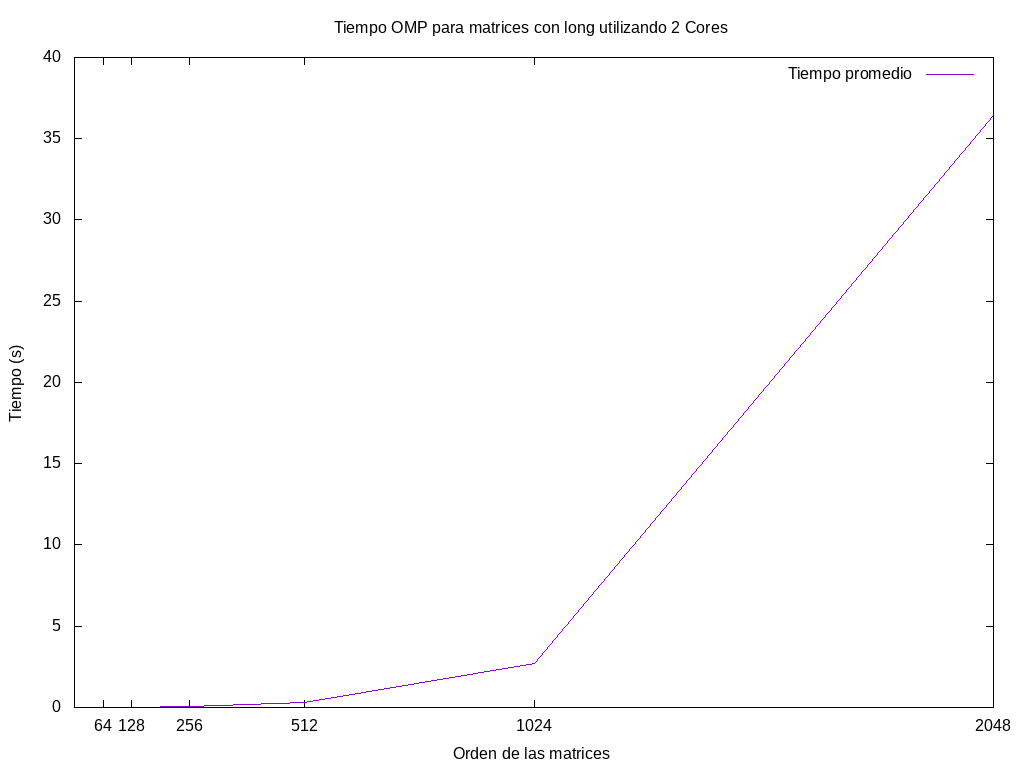 Tiempo OMP para matrices con long utilizando 2 Cores
Tiempo promedio
40
35
30
25
20
15
10
5
0
Tiempo (s)
64 128 256 512 1024 2048
Orden de las matrices